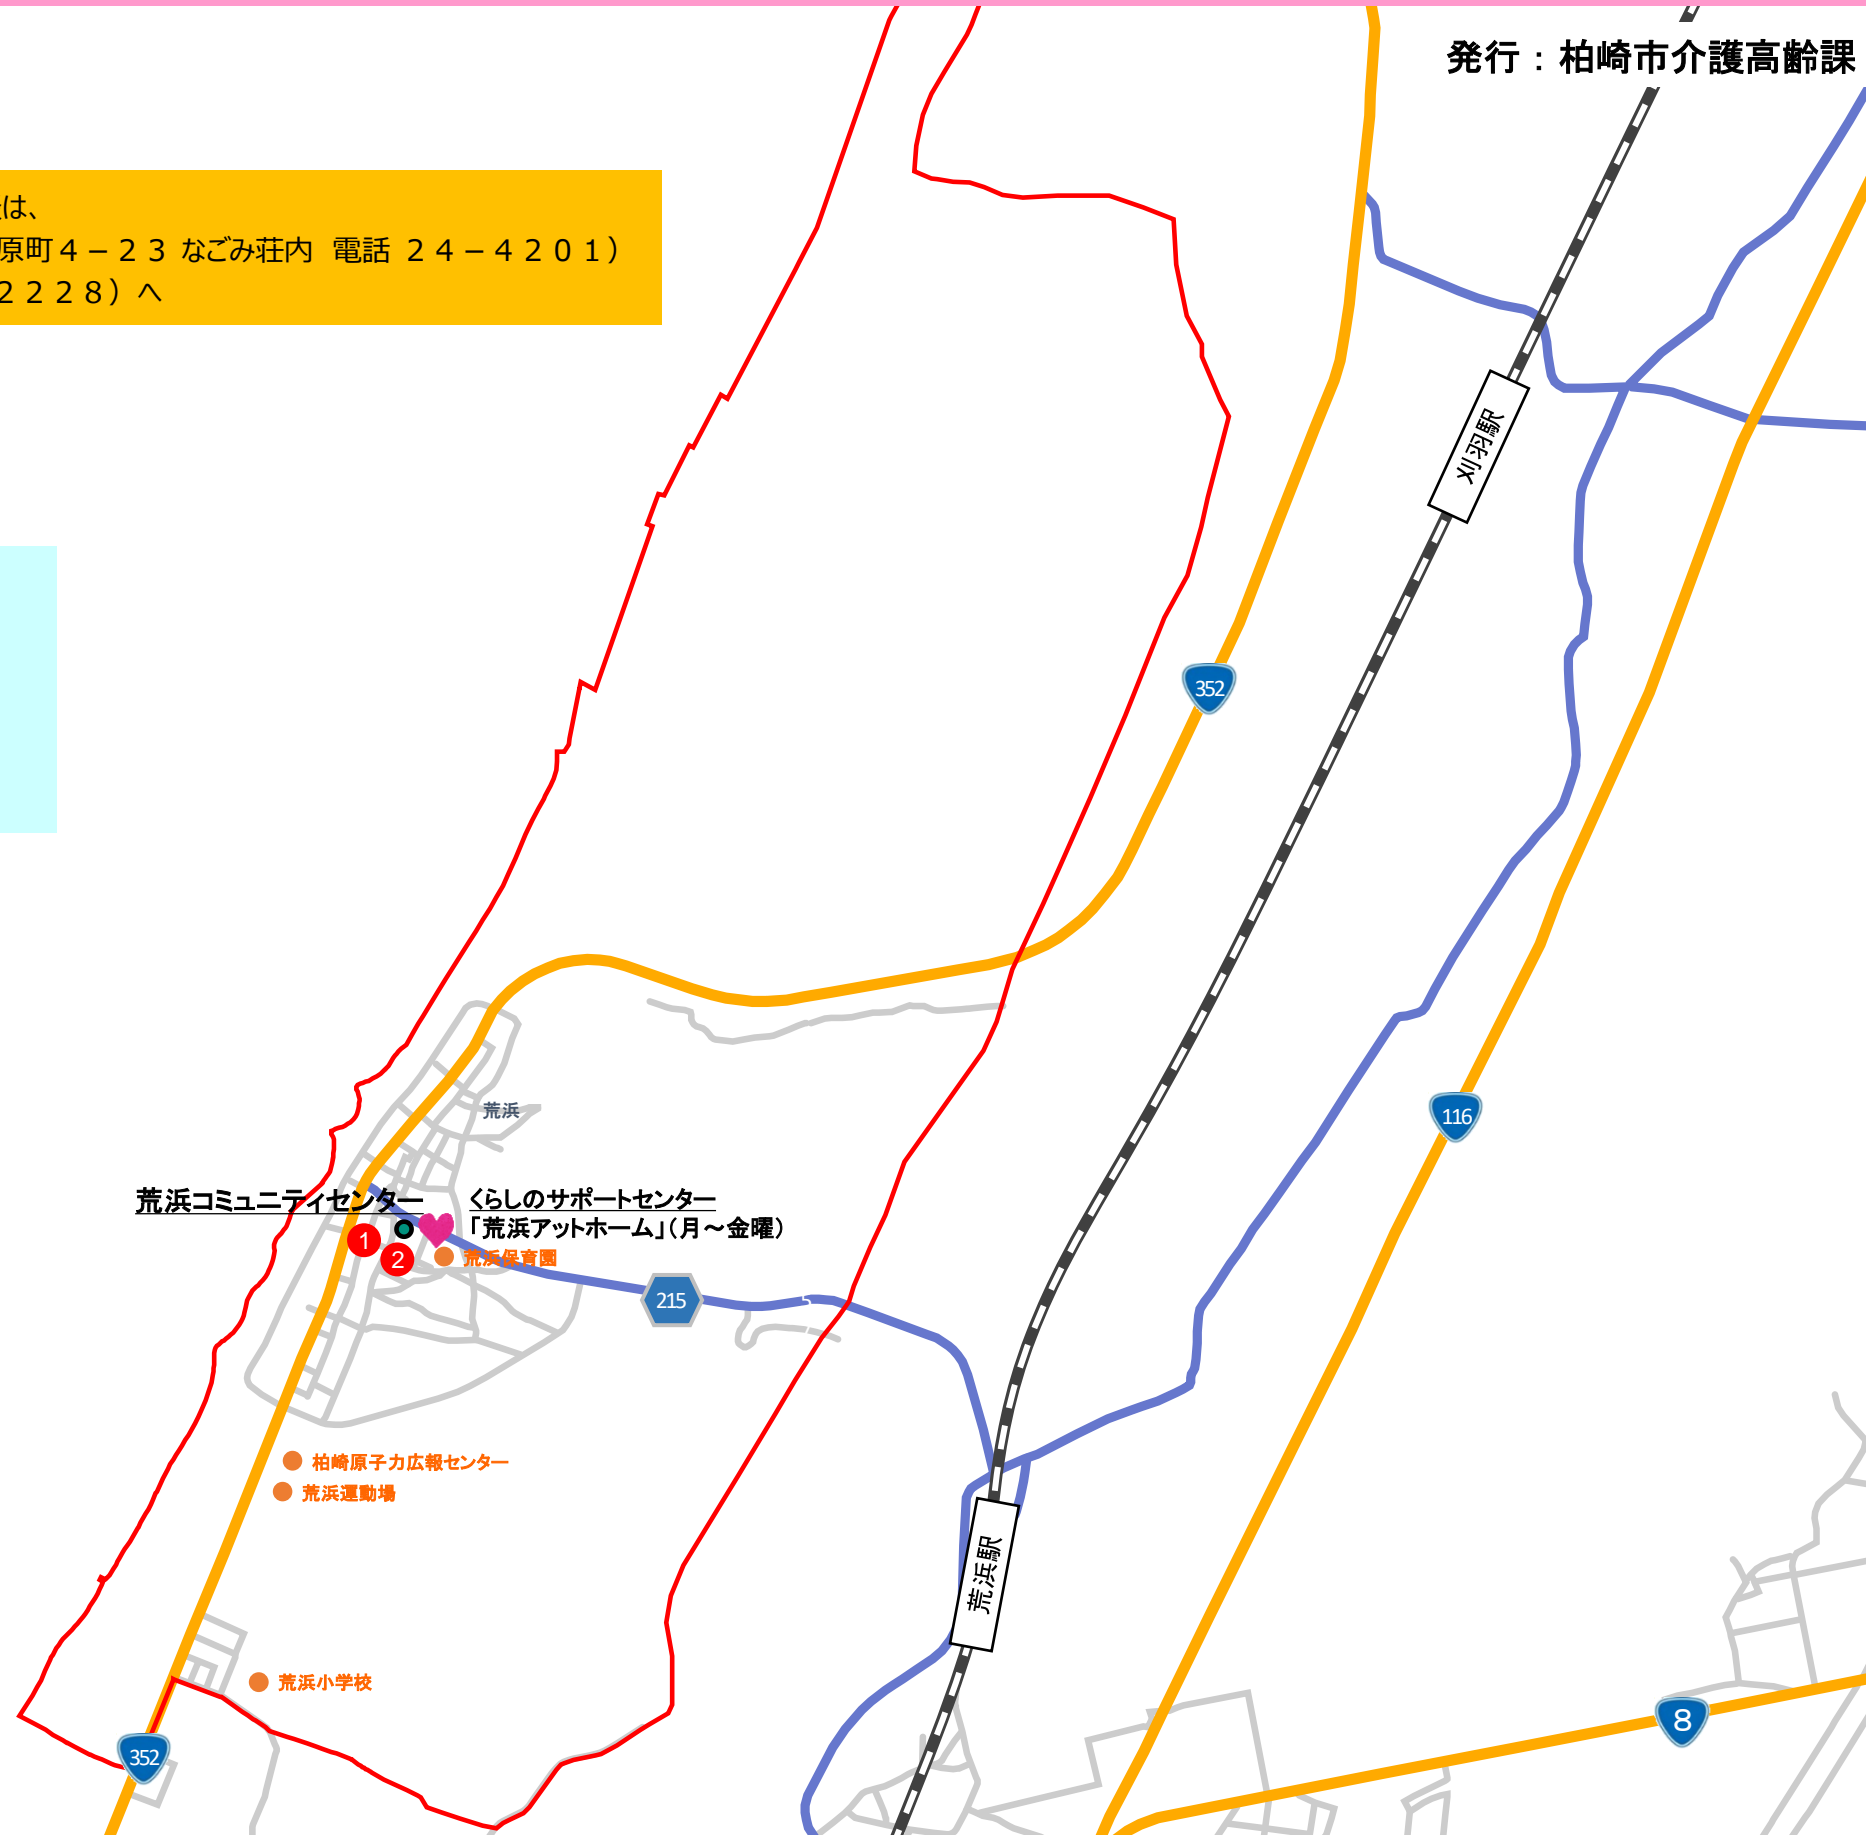 発行：柏崎市介護高齢課
は、
原町４－２３ なごみ荘内 電話 ２４－４２０１）
２２２８）へ
刈羽駅
352
116
荒浜
荒浜コミュニティセンター
くらしのサポートセンター
「荒浜アットホーム」（月～金曜）
1
2
荒浜保育園
215
5
7
柏崎原子力広報センター
荒浜運動場
荒浜駅
荒浜小学校
8
352